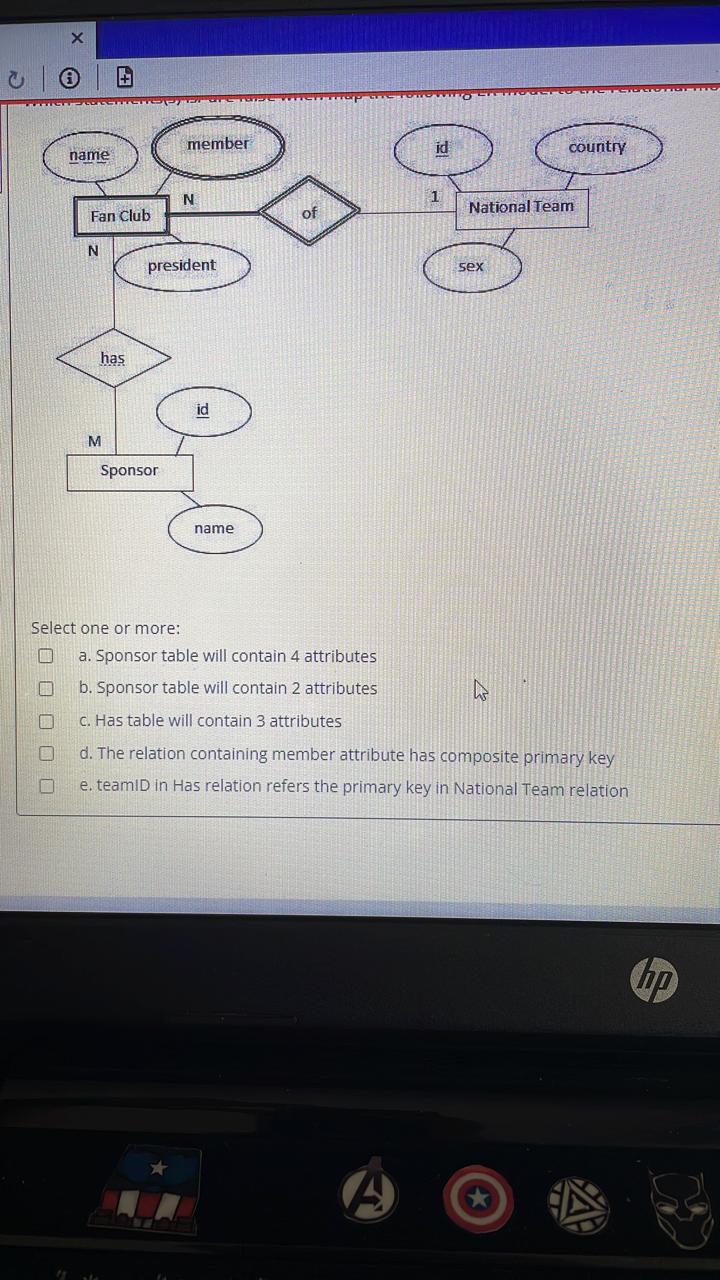 name
member
id
country
Fan Club
N
of
1
National Team
N
president
sex
has
id
M
Sponsor
name
Select one or more:
a. Sponsor table will contain 4 attributes
b. Sponsor table will contain 2 attributes
c. Has table will contain 3 attributes
d. The relation containing member attribute has composite primary key
e. teamID in Has relation refers the primary key in National Team relation
hp